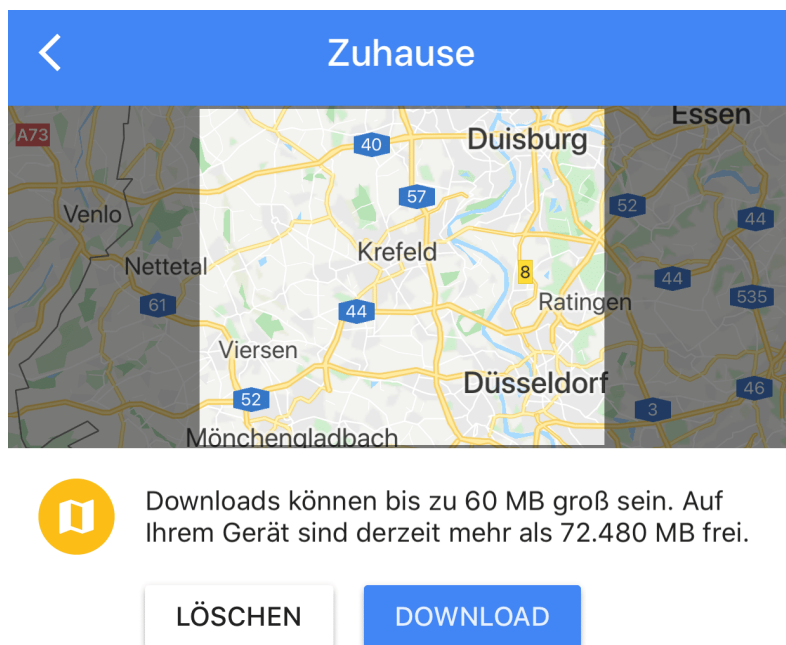 Zuhause
Essen
A73
40
Duisburg
57
52
Venlo
44
Krefeld
Nettetal
8
44
61
535
44
Ratingen
Viersen
Düsseldorf
46
52
3
Mönchengladbach
Downloads können bis zu 60 MB groß sein. Auf
Ihrem Gerät sind derzeit mehr als 72.480 MB frei.
LÖSCHEN
DOWNLOAD